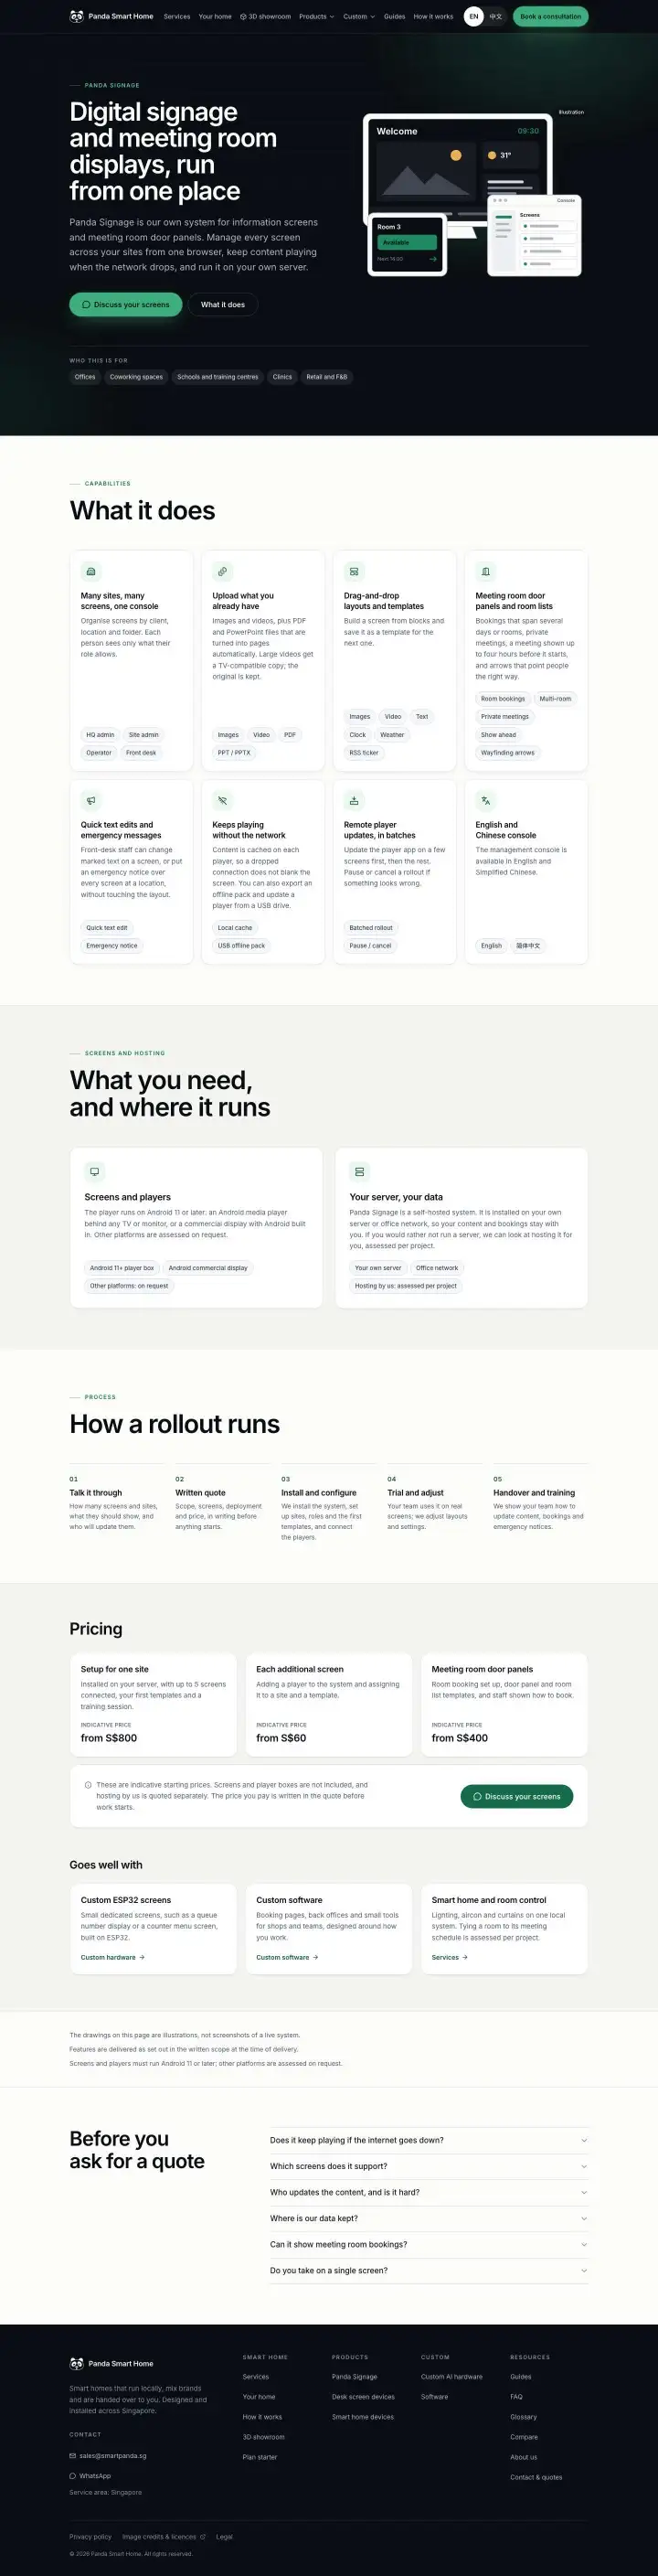 Panda Smart Home
Services
Your home
3D showroom
Products
Custom
Guides
How it works
EN
中文
Book a consultation
PANDA SIGNAGE
Digital signage
and meeting room
displays, run
from one place
Panda Signage is our own system for information screens
and meeting room door panels. Manage every screen
across your sites from one browser, keep content playing
when the network drops, and run it on your own server.
Discuss your screens
What it does
Illustration
Welcome
09:30
31°
Room 3
Available
Next 14:00
Console
Screens
WHO THIS IS FOR
Offices
Coworking spaces
Schools and training centres
Clinics
Retail and F&B
CAPABILITIES
What it does
Many sites, many
screens, one console
Organise screens by client,
location and folder. Each
person sees only what their
role allows.
HQ admin
Site admin
Operator
Front desk
Upload what you
already have
Images and videos, plus PDF
and PowerPoint files that are
turned into pages
automatically. Large videos get
a TV-compatible copy; the
original is kept.
Images
Video
PDF
PPT / PPTX
Drag-and-drop
layouts and templates
Build a screen from blocks and
save it as a template for the
next one.
Images
Video
Text
Clock
Weather
RSS ticker
Meeting room door
panels and room lists
Bookings that span several
days or rooms, private
meetings, a meeting shown up
to four hours before it starts,
and arrows that point people
the right way.
Room bookings
Multi-room
Private meetings
Show ahead
Wayfinding arrows
Quick text edits and
emergency messages
Front-desk staff can change
marked text on a screen, or put
an emergency notice over
every screen at a location,
without touching the layout.
Quick text edit
Emergency notice
Keeps playing
without the network
Content is cached on each
player, so a dropped
connection does not blank the
screen. You can also export an
offline pack and update a
player from a USB drive.
Local cache
USB offline pack
Remote player
updates, in batches
Update the player app on a few
screens first, then the rest.
Pause or cancel a rollout if
something looks wrong.
Batched rollout
Pause / cancel
English and
Chinese console
The management console is
available in English and
Simplified Chinese.
English
简体中文
SCREENS AND HOSTING
What you need,
and where it runs
Screens and players
The player runs on Android 11 or later: an Android media player
behind any TV or monitor, or a commercial display with Android built
in. Other platforms are assessed on request.
Android 11+ player box
Android commercial display
Other platforms: on request
Your server, your data
Panda Signage is a self-hosted system. It is installed on your own
server or office network, so your content and bookings stay with
you. If you would rather not run a server, we can look at hosting it for
you, assessed per project.
Your own server
Office network
Hosting by us: assessed per project
PROCESS
How a rollout runs
01
Talk it through
How many screens and sites,
what they should show, and
who will update them.
02
Written quote
Scope, screens, deployment
and price, in writing before
anything starts.
03
Install and configure
We install the system, set
up sites, roles and the first
templates, and connect
the players.
04
Trial and adjust
Your team uses it on real
screens; we adjust layouts
and settings.
05
Handover and training
We show your team how to
update content, bookings and
emergency notices.
Pricing
Setup for one site
Installed on your server, with up to 5 screens
connected, your first templates and a
training session.
INDICATIVE PRICE
from S$800
Each additional screen
Adding a player to the system and assigning
it to a site and a template.
INDICATIVE PRICE
from S$60
Meeting room door panels
Room booking set up, door panel and room
list templates, and staff shown how to book.
INDICATIVE PRICE
from S$400
These are indicative starting prices. Screens and player boxes are not included, and
hosting by us is quoted separately. The price you pay is written in the quote before
work starts.
Discuss your screens
Goes well with
Custom ESP32 screens
Small dedicated screens, such as a queue
number display or a counter menu screen,
built on ESP32.
Custom hardware
Custom software
Booking pages, back offices and small tools
for shops and teams, designed around how
you work.
Custom software
Smart home and room control
Lighting, aircon and curtains on one local
system. Tying a room to its meeting
schedule is assessed per project.
Services
The drawings on this page are illustrations, not screenshots of a live system.
Features are delivered as set out in the written scope at the time of delivery.
Screens and players must run Android 11 or later; other platforms are assessed on request.
Before you
ask for a quote
Does it keep playing if the internet goes down?
Which screens does it support?
Who updates the content, and is it hard?
Where is our data kept?
Can it show meeting room bookings?
Do you take on a single screen?
Panda Smart Home
Smart homes that run locally, mix brands
and are handed over to you. Designed and
installed across Singapore.
CONTACT
sales@smartpanda.sg
WhatsApp
Service area: Singapore
SMART HOME
Services
Your home
How it works
3D showroom
Plan starter
PRODUCTS
Panda Signage
Desk screen devices
Smart home devices
CUSTOM
Custom AI hardware
Software
RESOURCES
Guides
FAQ
Glossary
Compare
About us
Contact & quotes
Privacy policy
Image credits & licences
Legal
© 2026 Panda Smart Home. All rights reserved.